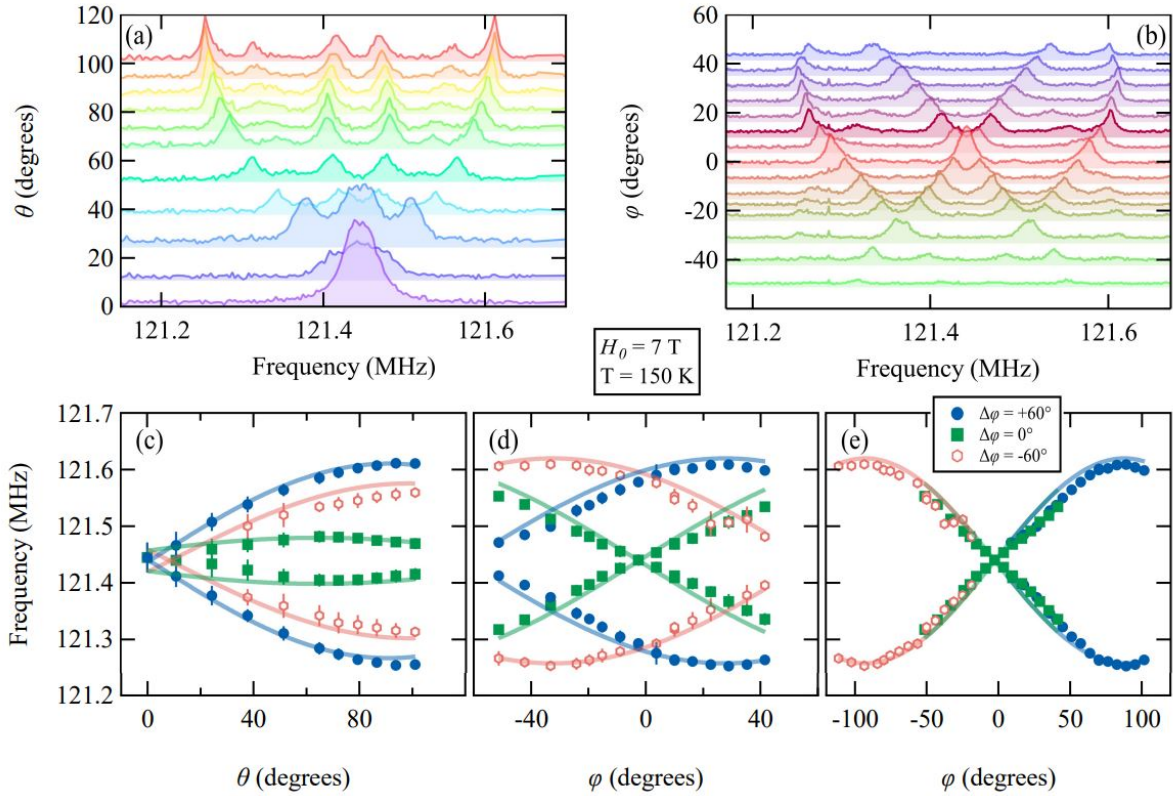 (a)
120
100
80
60
40
20
0
θ (degrees)
121.2
121.4
121.6
Frequency (MHz)
(b)
60
40
20
0
-20
-40
φ (degrees)
121.2
121.4
121.6
Frequency (MHz)
H0 = 7 T
T = 150 K
121.7
121.6
121.5
121.4
121.3
121.2
Frequency (MHz)
(c)
0
40
80
θ (degrees)
(d)
-40
0
40
φ (degrees)
(e)
Δφ = +60°
Δφ = 0°
Δφ = -60°
-100
-50
0
50
100
φ (degrees)